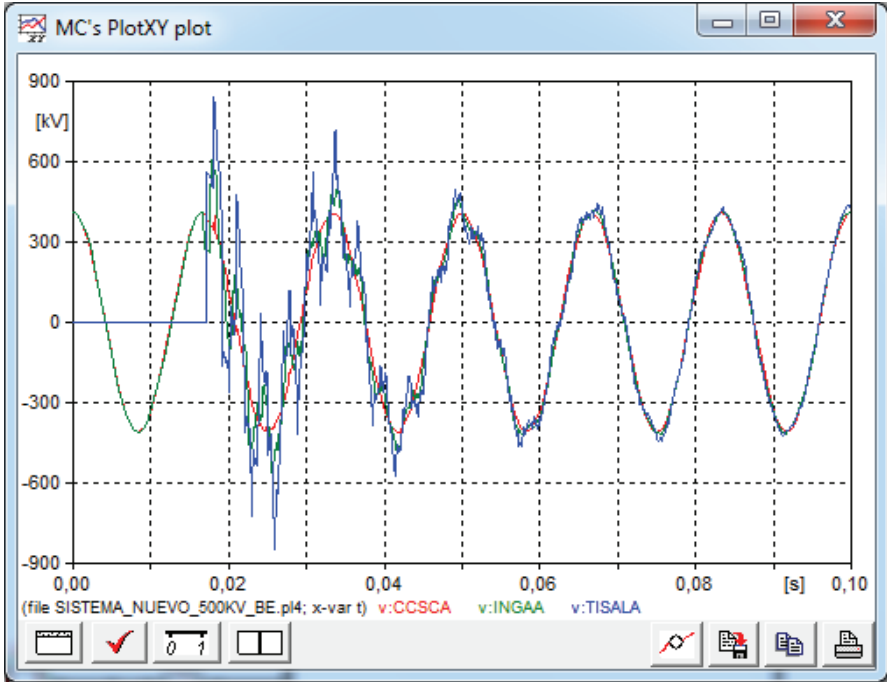 XY MC's PlotXY plot
900
[kV]
600
300
0
-300
-600
-900
0,00 0,02 0,04 0,06 0,08 [s] 0,10
(file SISTEMA_NUEVO_500KV_BE.pl4; x-var t) v:CCSCA v:INGAA v:TISALA
0 1